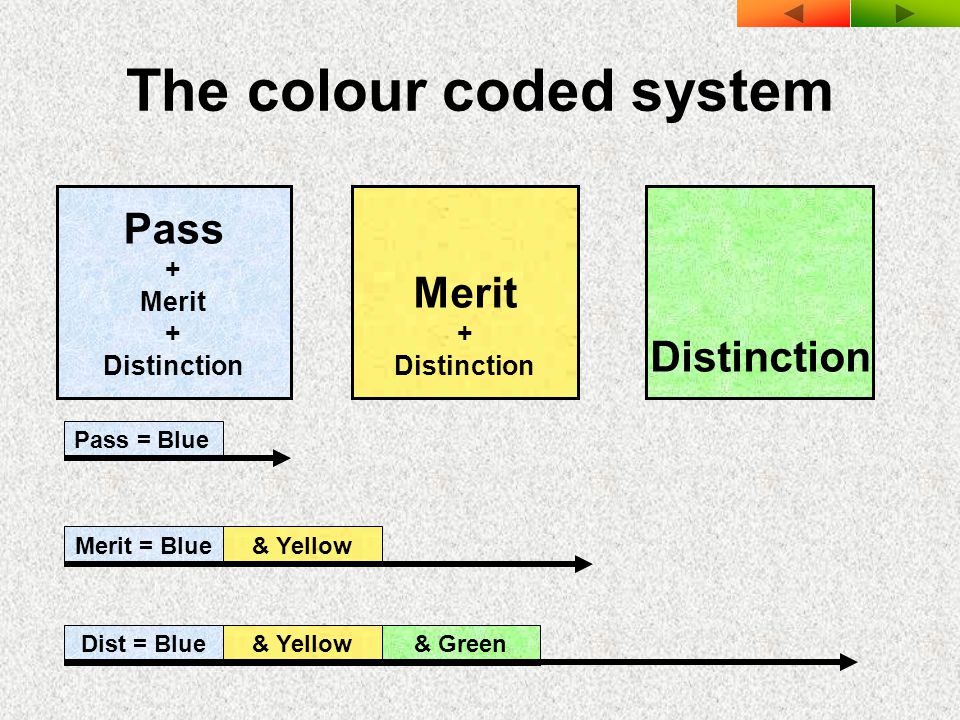 The colour coded system
Pass
+
Merit
+
Distinction
Merit
+
Distinction
Distinction
Pass = Blue
Merit = Blue & Yellow
Dist = Blue & Yellow & Green